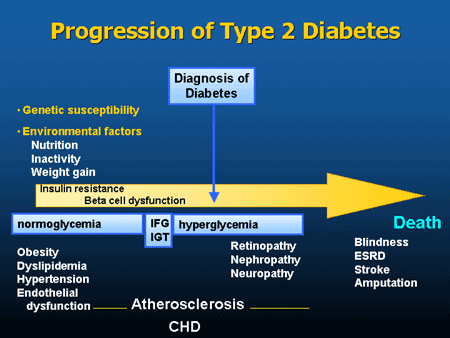 Progression of Type 2 Diabetes
Diagnosis of
Diabetes
• Genetic susceptibility
• Environmental factors
Nutrition
Inactivity
Weight gain
Insulin resistance
Beta cell dysfunction
normoglycemia
IFG
IGT
hyperglycemia
Death
Obesity
Dyslipidemia
Hypertension
Endothelial
dysfunction
Retinopathy
Nephropathy
Neuropathy
Blindness
ESRD
Stroke
Amputation
Atherosclerosis
CHD